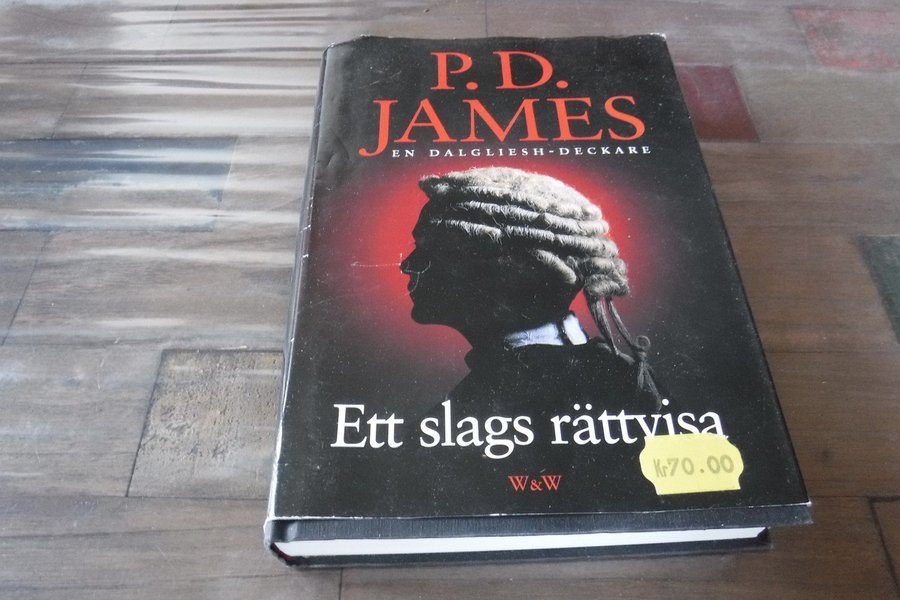 P. D.
JAMES
EN DALGLIESH-DECKARE
Ett slags rättvisa
Kr70.00
W&W